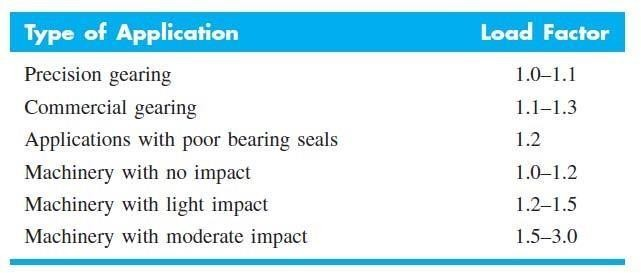 Type of Application Load Factor
Precision gearing 1.0–1.1
Commercial gearing 1.1–1.3
Applications with poor bearing seals 1.2
Machinery with no impact 1.0–1.2
Machinery with light impact 1.2–1.5
Machinery with moderate impact 1.5–3.0